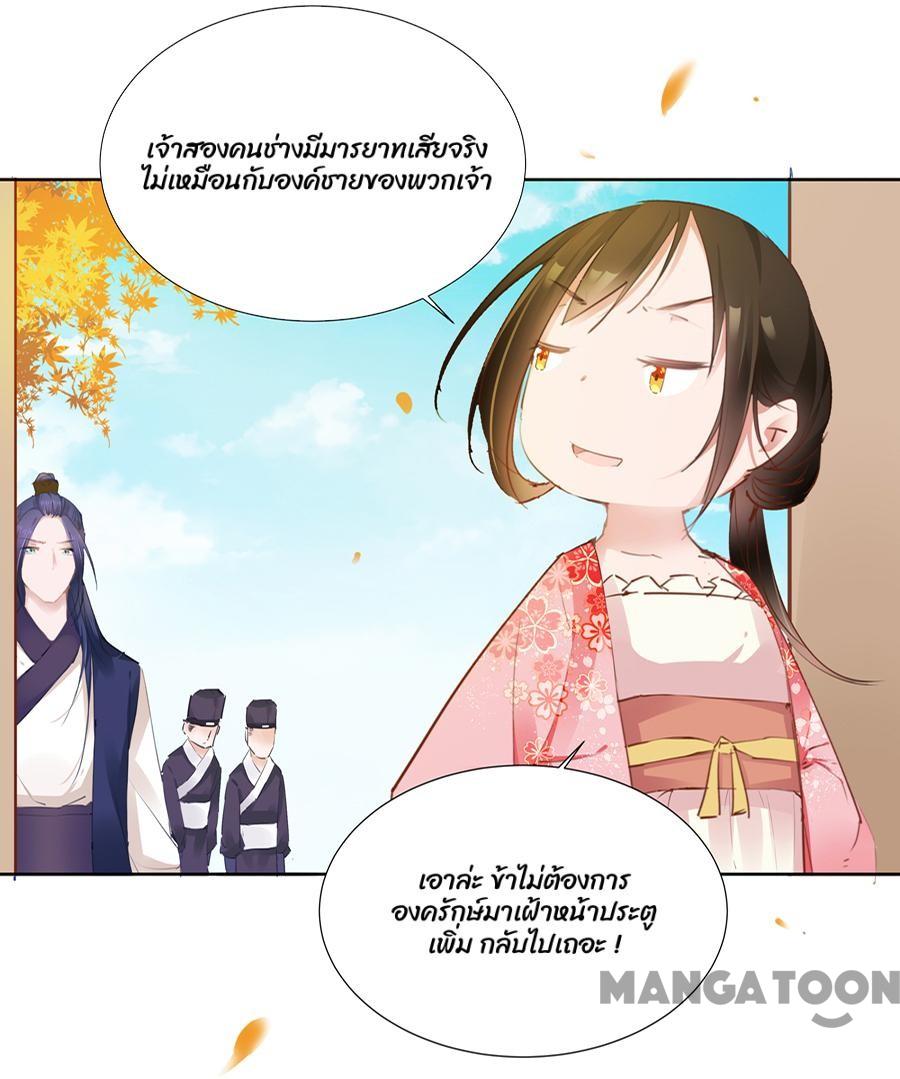 เจ้าสองคนช่างมีมารยาทเสียจริง
ไม่เหมือนกับองค์ชายของพวกเจ้า
เอาล่ะ ข้าไม่ต้องการ
องครักษ์มาเฝ้าหน้าประตู
เพิ่ม กลับไปเถอะ !
MANGATOON